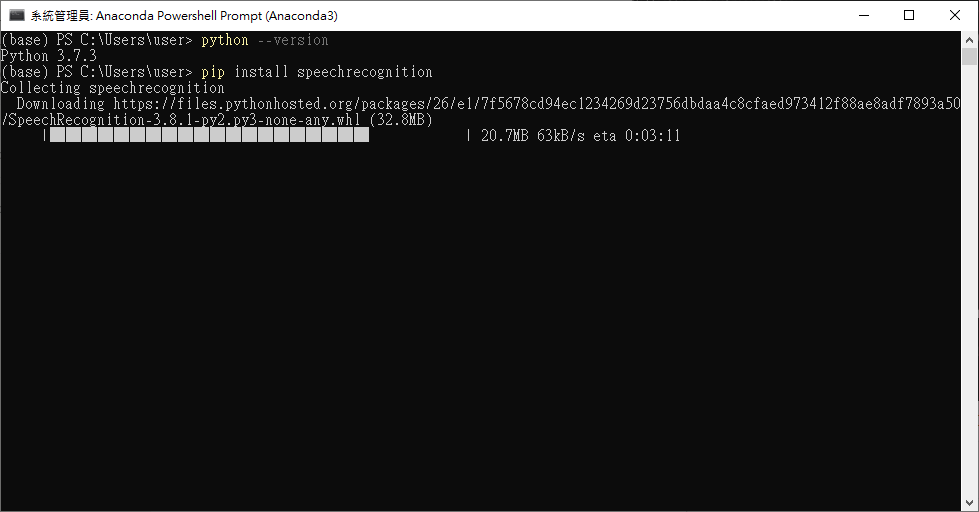 系統管理員: Anaconda Powershell Prompt (Anaconda3)
(base) PS C:\Users\user> python --version
Python 3.7.3
(base) PS C:\Users\user> pip install speechrecognition
Collecting speechrecognition
  Downloading https://files.pythonhosted.org/packages/26/e1/7f5678cd94ec1234269d23756dbdaa4c8cfaed973412f88ae8adf7893a50
/SpeechRecognition-3.8.1-py2.py3-none-any.whl (32.8MB)
     |████████████████████            | 20.7MB 63kB/s eta 0:03:11